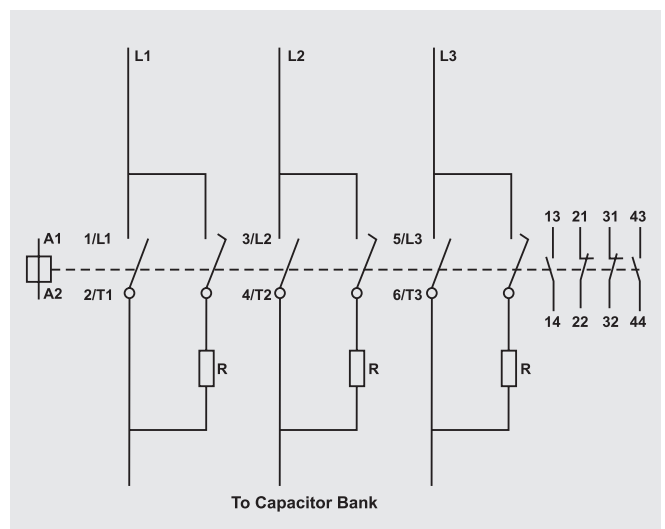 L1 L2 L3
13 21 31 43
A1 1/L1 3/L2 5/L3
A2 2/T1 4/T2 6/T3
14 22 32 44
R R R
To Capacitor Bank